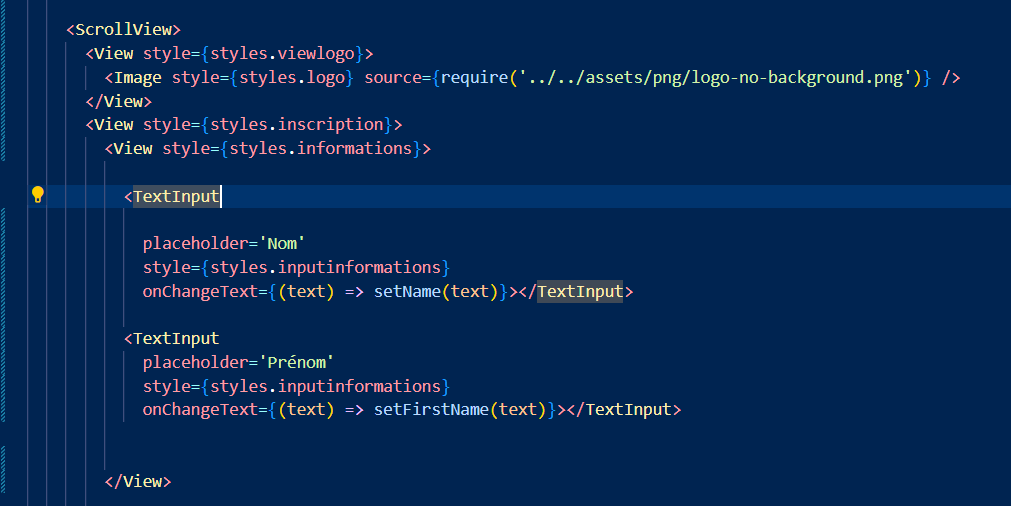 <ScrollView>
<View style={styles.viewlogo}>
<Image style={styles.logo} source={require('../../assets/png/logo-no-background.png')} />
</View>
<View style={styles.inscription}>
<View style={styles.informations}>
<TextInput
placeholder='Nom'
style={styles.inputinformations}
onChangeText={(text) => setName(text)}></TextInput>
<TextInput
placeholder='Prénom'
style={styles.inputinformations}
onChangeText={(text) => setFirstName(text)}></TextInput>
</View>